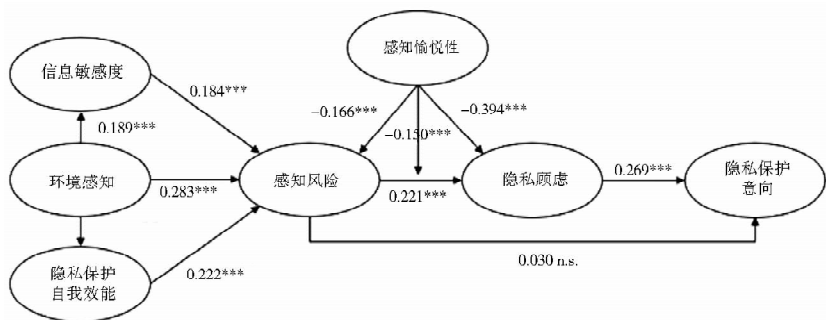 感知愉悦性
信息敏感度
0.184***
-0.166***
-0.394***
-0.150***
0.189***
环境感知
0.283***
感知风险
0.221***
隐私顾虑
0.269***
隐私保护
意向
隐私保护
自我效能
0.222***
0.030 n.s.